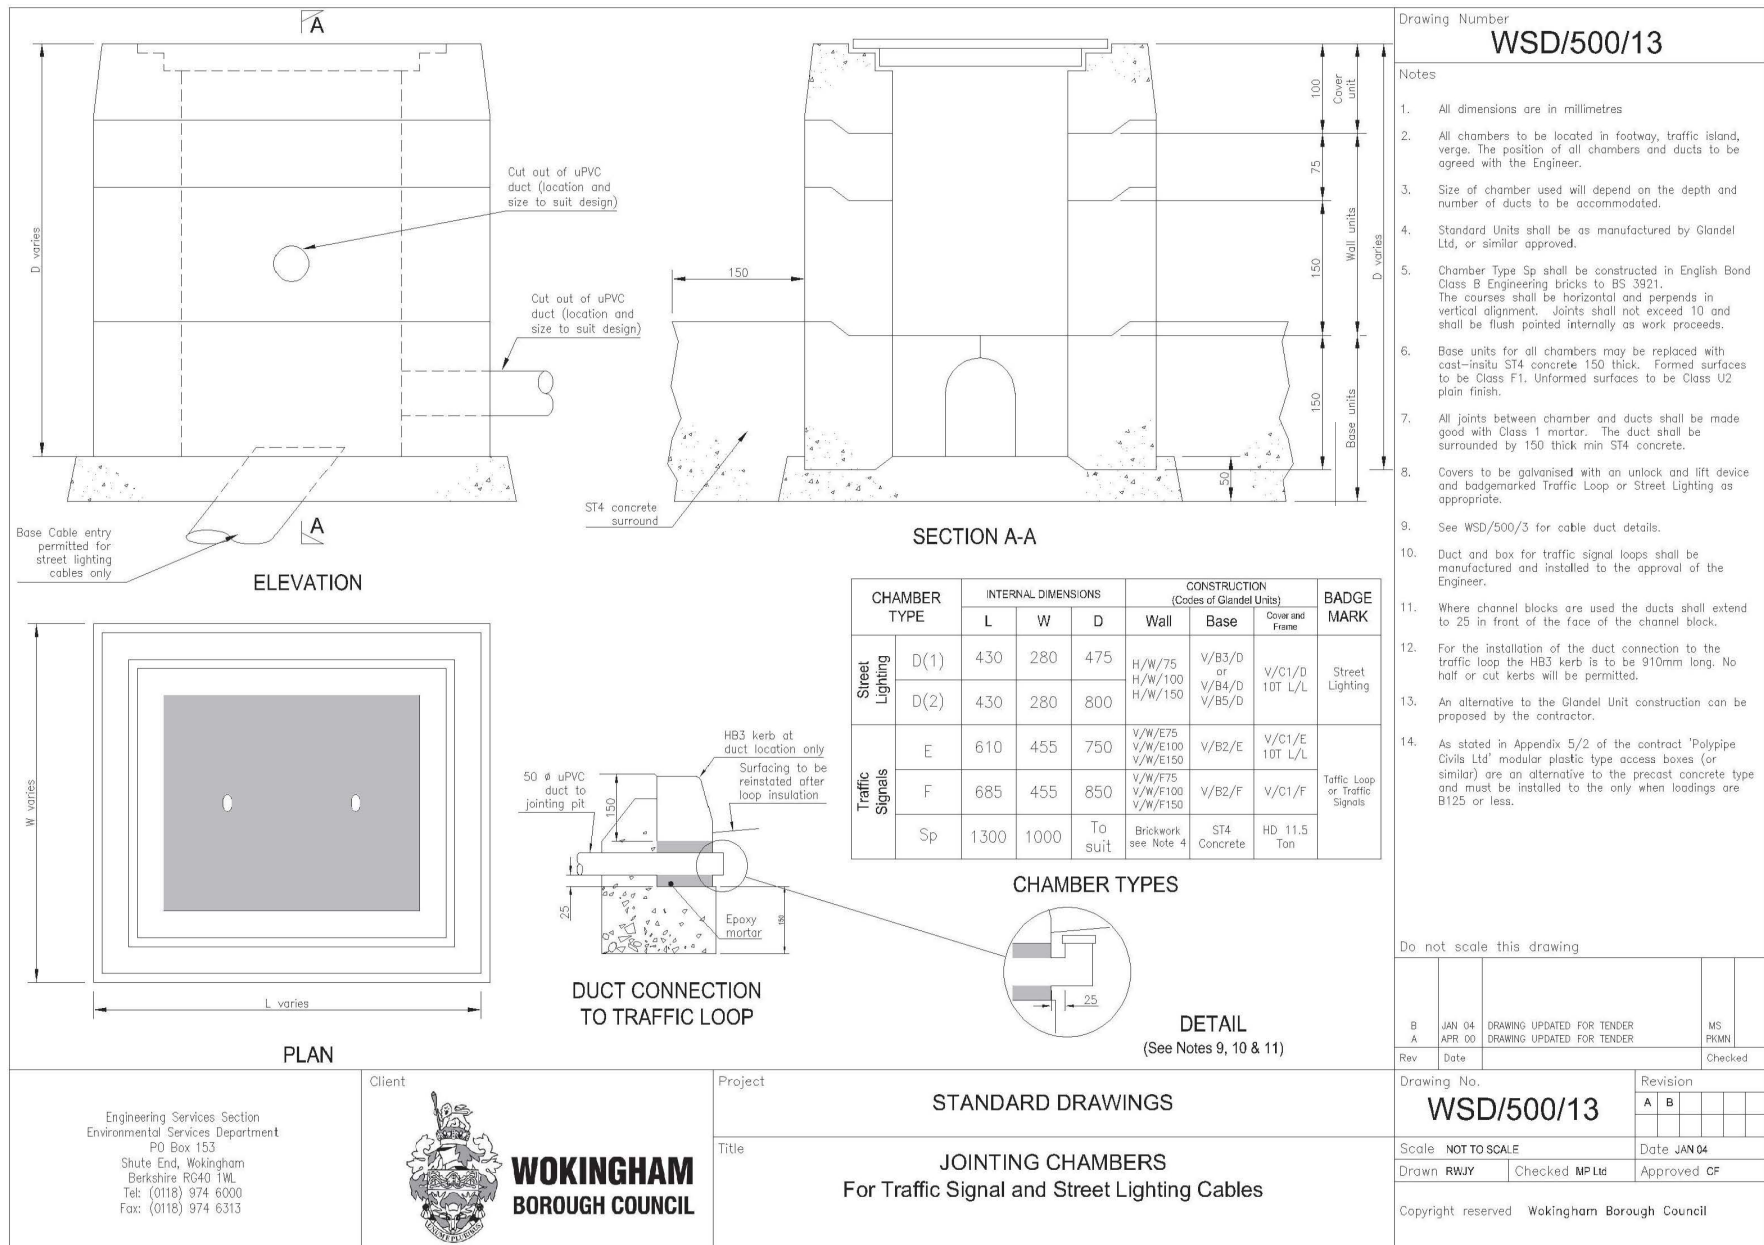 A
D varies
Cut out of uPVC
duct (location and
size to suit design)
Cut out of uPVC
duct (location and
size to suit design)
Base Cable entry
permitted for
street lighting
cables only
A
ELEVATION
150
100
Cover
unit
75
150
Wall units
D varies
150
Base units
50
ST4 concrete
surround
SECTION A-A
W varies
L varies
PLAN
50 ø uPVC
duct to
jointing pit
150
HB3 kerb at
duct location only
Surfacing to be
reinstated after
loop insulation
25
Epoxy
mortar
150
DUCT CONNECTION
TO TRAFFIC LOOP
CHAMBER TYPE INTERNAL DIMENSIONS CONSTRUCTION (Codes of Glandel Units) BADGE MARK
L W D Wall Base Cover and Frame
Street Lighting
D(1) 430 280 475
D(2) 430 280 800
H/W/75
H/W/100
H/W/150
V/B3/D
or
V/B4/D
V/B5/D
V/C1/D
10T L/L
Street
Lighting
Traffic Signals
E 610 455 750
V/W/E75
V/W/E100
V/W/E150
V/B2/E
V/C1/E
10T L/L
F 685 455 850
V/W/F75
V/W/F100
V/W/F150
V/B2/F
V/C1/F
Sp 1300 1000 To suit
Brickwork
see Note 4
ST4
Concrete
HD 11.5
Ton
Taffic Loop
or Traffic
Signals
CHAMBER TYPES
25
DETAIL
(See Notes 9, 10 & 11)
Drawing Number
WSD/500/13
Notes
1. All dimensions are in millimetres
2. All chambers to be located in footway, traffic island,
verge. The position of all chambers and ducts to be
agreed with the Engineer.
3. Size of chamber used will depend on the depth and
number of ducts to be accommodated.
4. Standard Units shall be as manufactured by Glandel
Ltd, or similar approved.
5. Chamber Type Sp shall be constructed in English Bond
Class B Engineering bricks to BS 3921.
The courses shall be horizontal and perpends in
vertical alignment. Joints shall not exceed 10 and
shall be flush pointed internally as work proceeds.
6. Base units for all chambers may be replaced with
cast-insitu ST4 concrete 150 thick. Formed surfaces
to be Class F1. Unformed surfaces to be Class U2
plain finish.
7. All joints between chamber and ducts shall be made
good with Class 1 mortar. The duct shall be
surrounded by 150 thick min ST4 concrete.
8. Covers to be galvanised with an unlock and lift device
and badgemarked Traffic Loop or Street Lighting as
appropriate.
9. See WSD/500/3 for cable duct details.
10. Duct and box for traffic signal loops shall be
manufactured and installed to the approval of the
Engineer.
11. Where channel blocks are used the ducts shall extend
to 25 in front of the face of the channel block.
12. For the installation of the duct connection to the
traffic loop the HB3 kerb is to be 910mm long. No
half or cut kerbs will be permitted.
13. An alternative to the Glandel Unit construction can be
proposed by the contractor.
14. As stated in Appendix 5/2 of the contract 'Polypipe
Civils Ltd' modular plastic type access boxes (or
similar) are an alternative to the precast concrete type
and must be installed to the only when loadings are
B125 or less.
Do not scale this drawing
B JAN 04 DRAWING UPDATED FOR TENDER MS
A APR 00 DRAWING UPDATED FOR TENDER PKMN
Rev Date Checked
Engineering Services Section
Environmental Services Department
PO Box 153
Shute End, Wokingham
Berkshire RG40 1WL
Tel: (0118) 974 6000
Fax: (0118) 974 6313
Client
E UNUM E PLURIBUS
WOKINGHAM
BOROUGH COUNCIL
Project
STANDARD DRAWINGS
Title
JOINTING CHAMBERS
For Traffic Signal and Street Lighting Cables
Drawing No.
WSD/500/13
Revision
A B
Scale NOT TO SCALE
Date JAN 04
Drawn RWJY
Checked MP Ltd
Approved CF
Copyright reserved Wokingham Borough Council